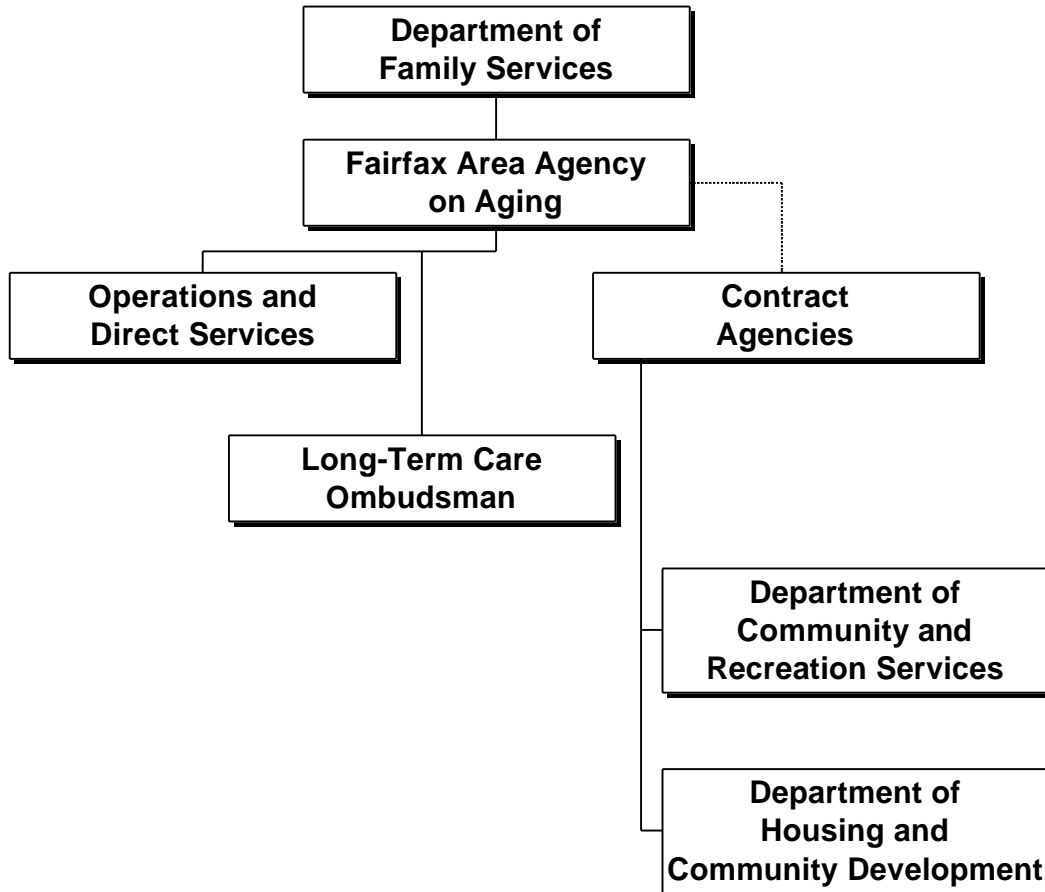 Department of
Family Services
Fairfax Area Agency
on Aging
Operations and
Direct Services
Contract
Agencies
Long-Term Care
Ombudsman
Department of
Community and
Recreation Services
Department of
Housing and
Community Development